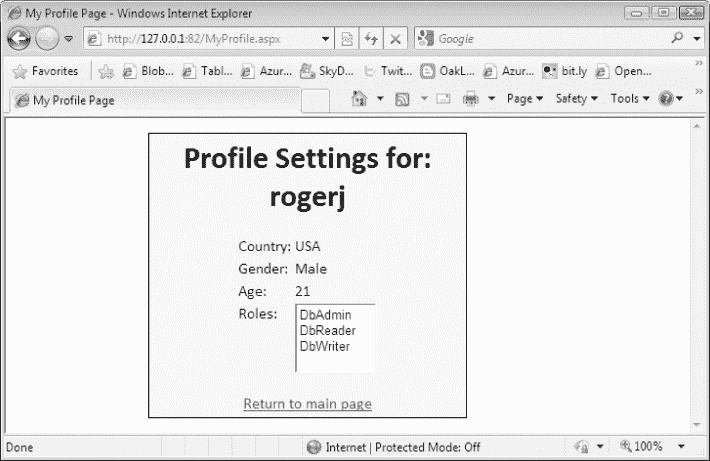 My Profile Page - Windows Internet Explorer
http://127.0.0.1:82/MyProfile.aspx
Google
Favorites Blob... Tabl... Azur... SkyD... Twit... OakL... Azur... bit.ly Open... »
My Profile Page
Page Safety Tools »
Profile Settings for:
rogerj
Country: USA
Gender: Male
Age: 21
Roles: DbAdmin
DbReader
DbWriter
Return to main page
Done Internet | Protected Mode: Off 100%